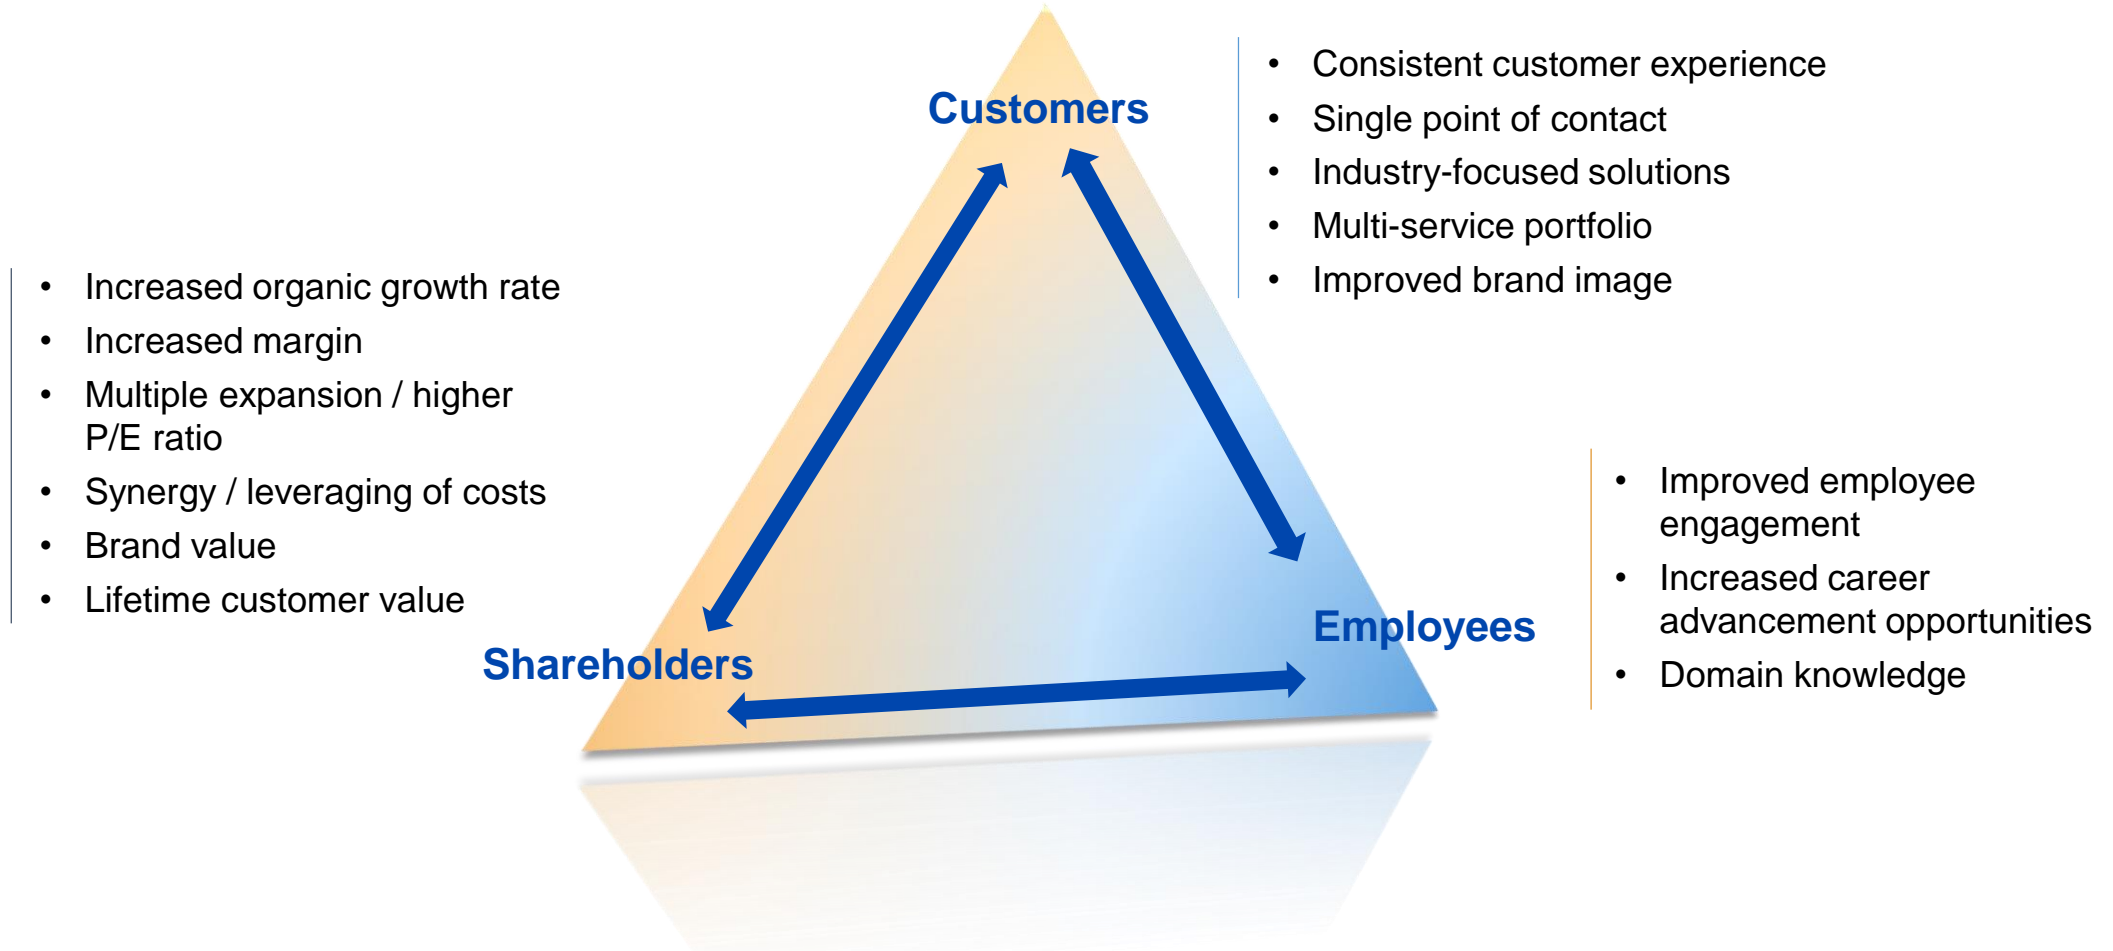 Customers
• Consistent customer experience
• Single point of contact
• Industry-focused solutions
• Multi-service portfolio
• Improved brand image
• Increased organic growth rate
• Increased margin
• Multiple expansion / higher
P/E ratio
• Synergy / leveraging of costs
• Brand value
• Lifetime customer value
Shareholders
Employees
• Improved employee
engagement
• Increased career
advancement opportunities
• Domain knowledge